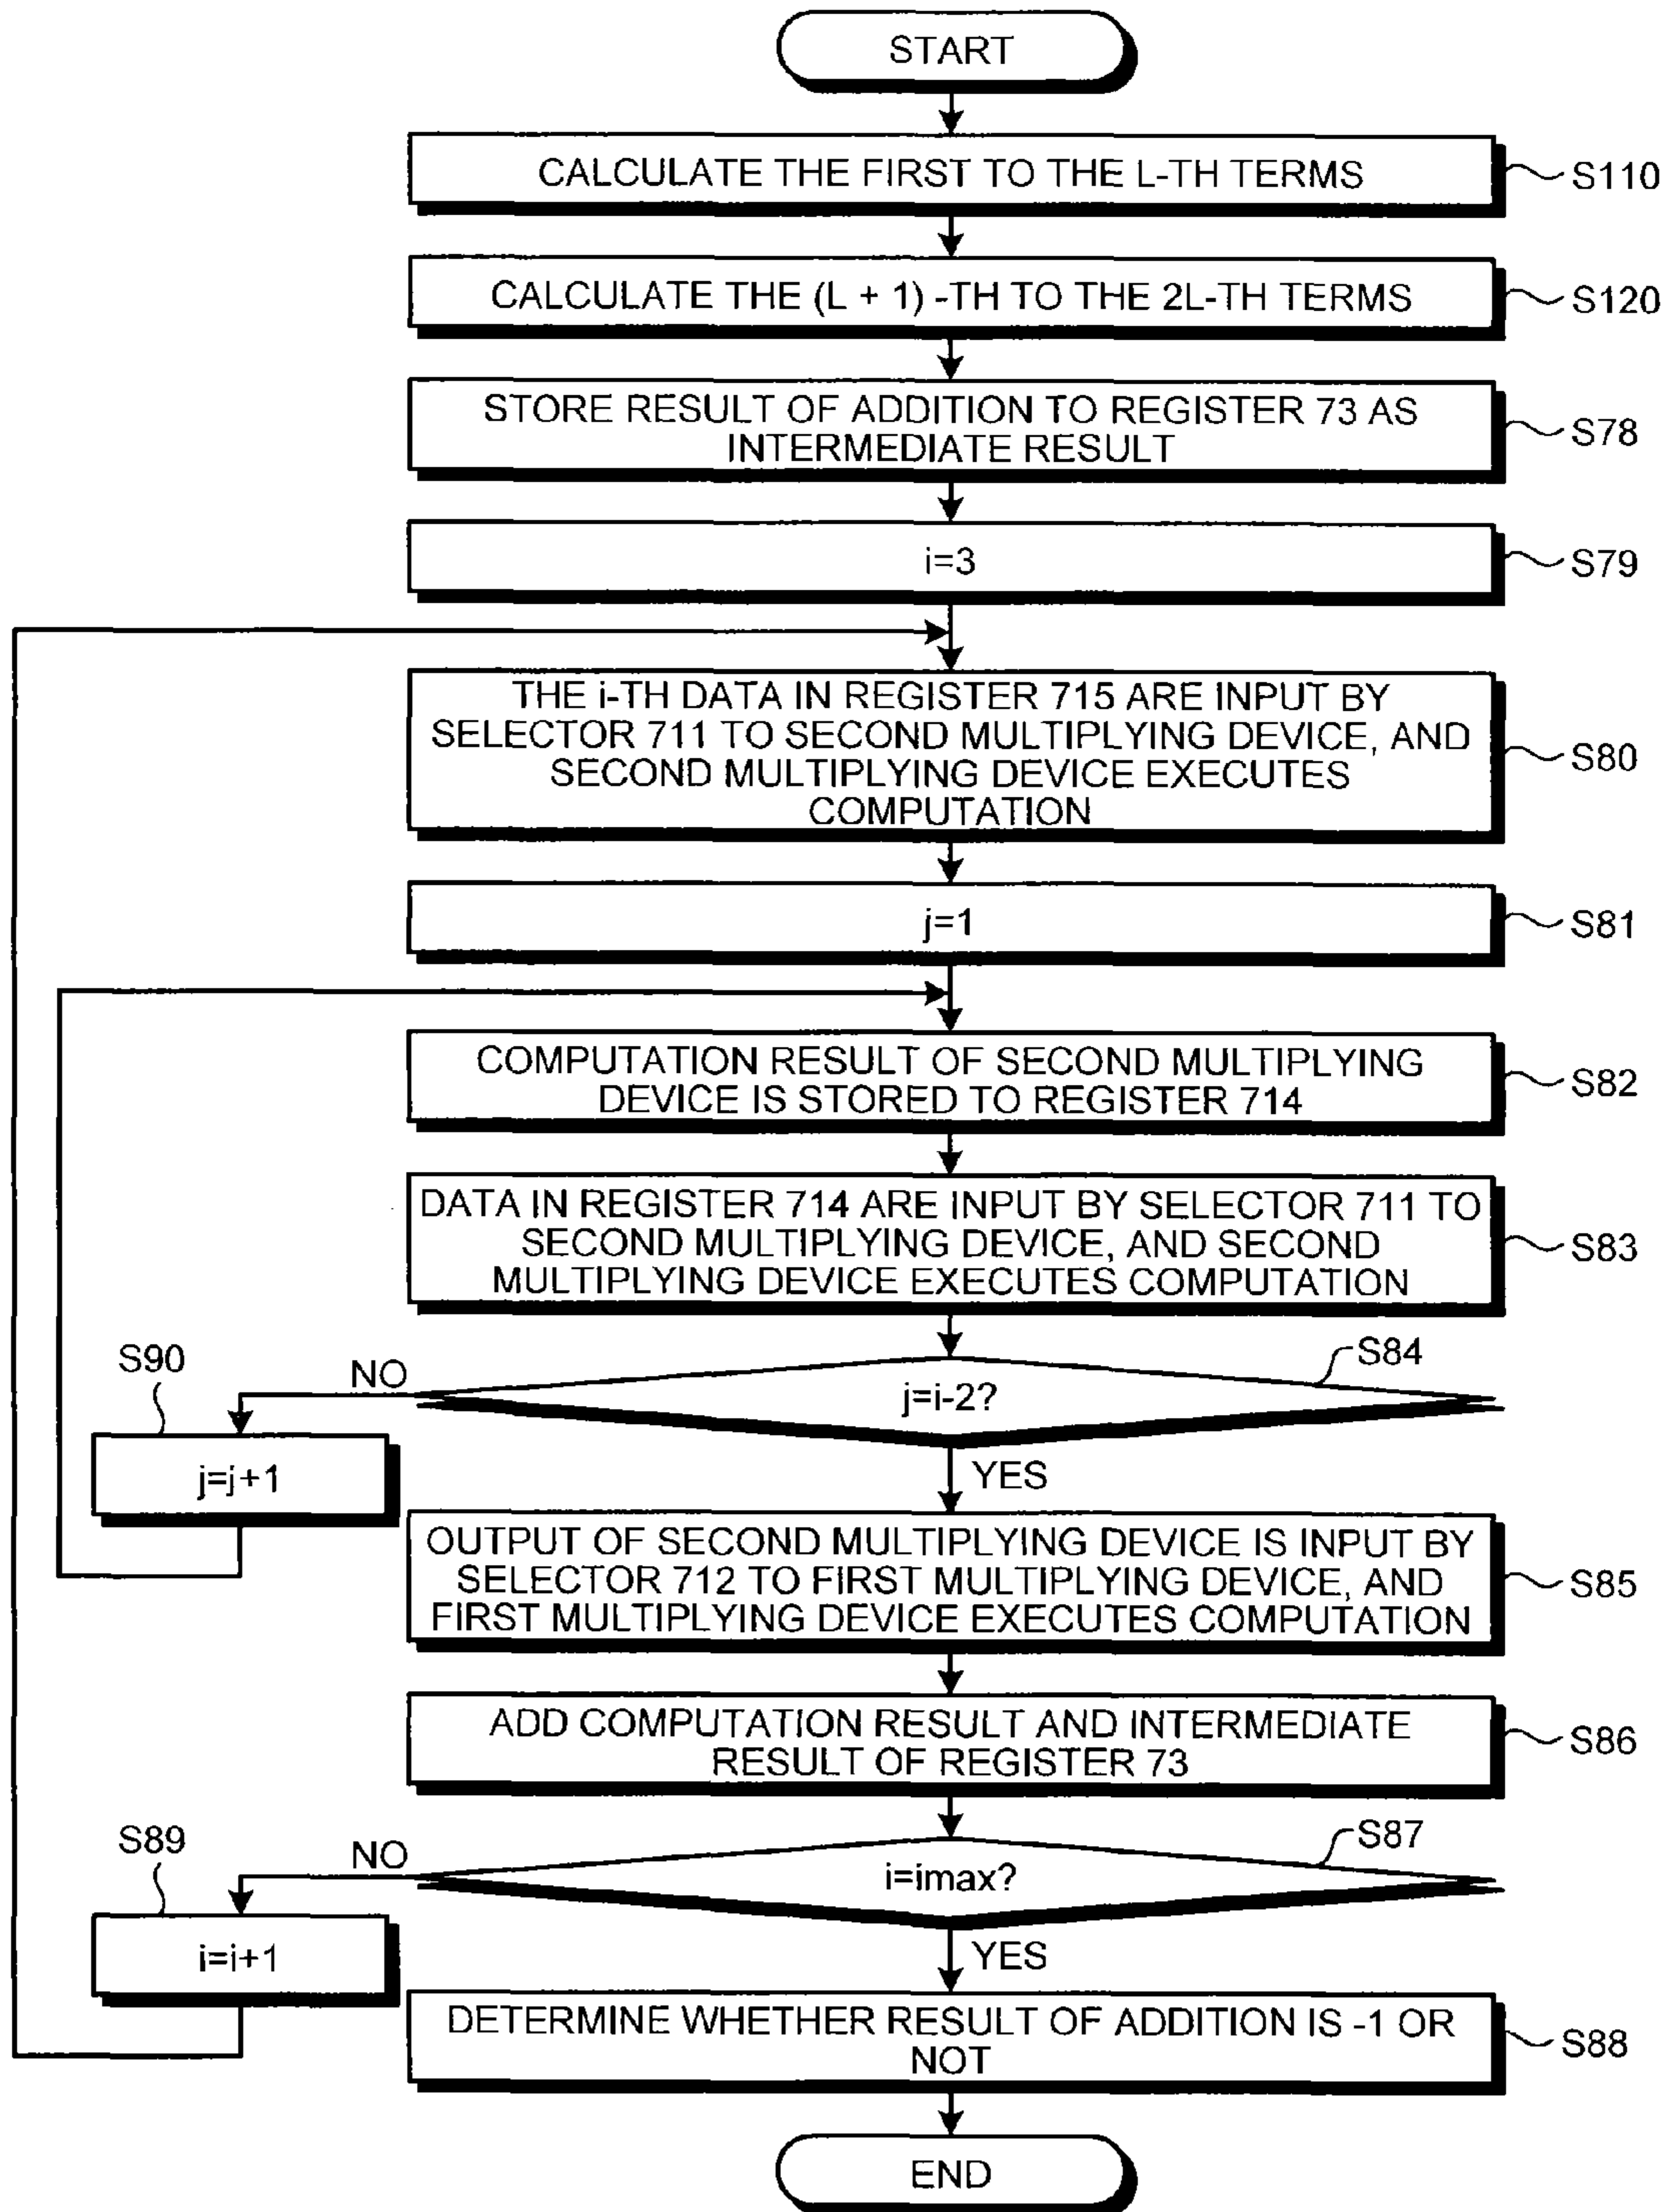 START
CALCULATE THE FIRST TO THE L-TH TERMS
S110
CALCULATE THE (L + 1) -TH TO THE 2L-TH TERMS
S120
STORE RESULT OF ADDITION TO REGISTER 73 AS
INTERMEDIATE RESULT
S78
i=3
S79
THE i-TH DATA IN REGISTER 715 ARE INPUT BY
SELECTOR 711 TO SECOND MULTIPLYING DEVICE, AND
SECOND MULTIPLYING DEVICE EXECUTES
COMPUTATION
S80
j=1
S81
COMPUTATION RESULT OF SECOND MULTIPLYING
DEVICE IS STORED TO REGISTER 714
S82
DATA IN REGISTER 714 ARE INPUT BY SELECTOR 711 TO
SECOND MULTIPLYING DEVICE, AND SECOND
MULTIPLYING DEVICE EXECUTES COMPUTATION
S83
S84
j=i-2?
NO
S90
j=j+1
YES
OUTPUT OF SECOND MULTIPLYING DEVICE IS INPUT BY
SELECTOR 712 TO FIRST MULTIPLYING DEVICE, AND
FIRST MULTIPLYING DEVICE EXECUTES COMPUTATION
S85
ADD COMPUTATION RESULT AND INTERMEDIATE
RESULT OF REGISTER 73
S86
S87
i=imax?
NO
S89
i=i+1
YES
DETERMINE WHETHER RESULT OF ADDITION IS -1 OR
NOT
S88
END